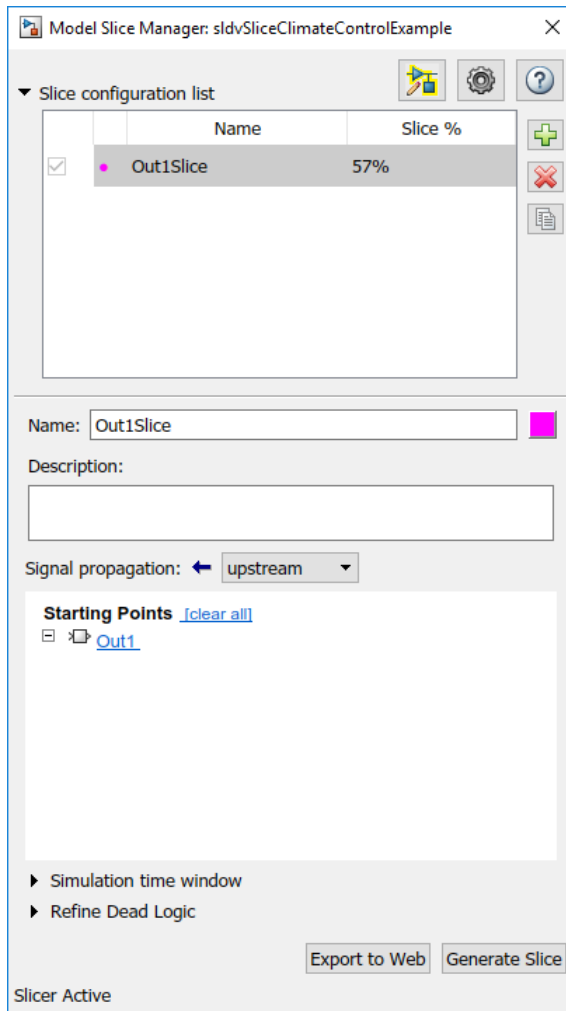 Model Slice Manager: sldvSliceClimateControlExample
Slice configuration list
Name Slice %
Out1Slice 57%
Name: Out1Slice
Description:
Signal propagation: upstream
Starting Points [clear all]
Out1
Simulation time window
Refine Dead Logic
Export to Web Generate Slice
Slicer Active